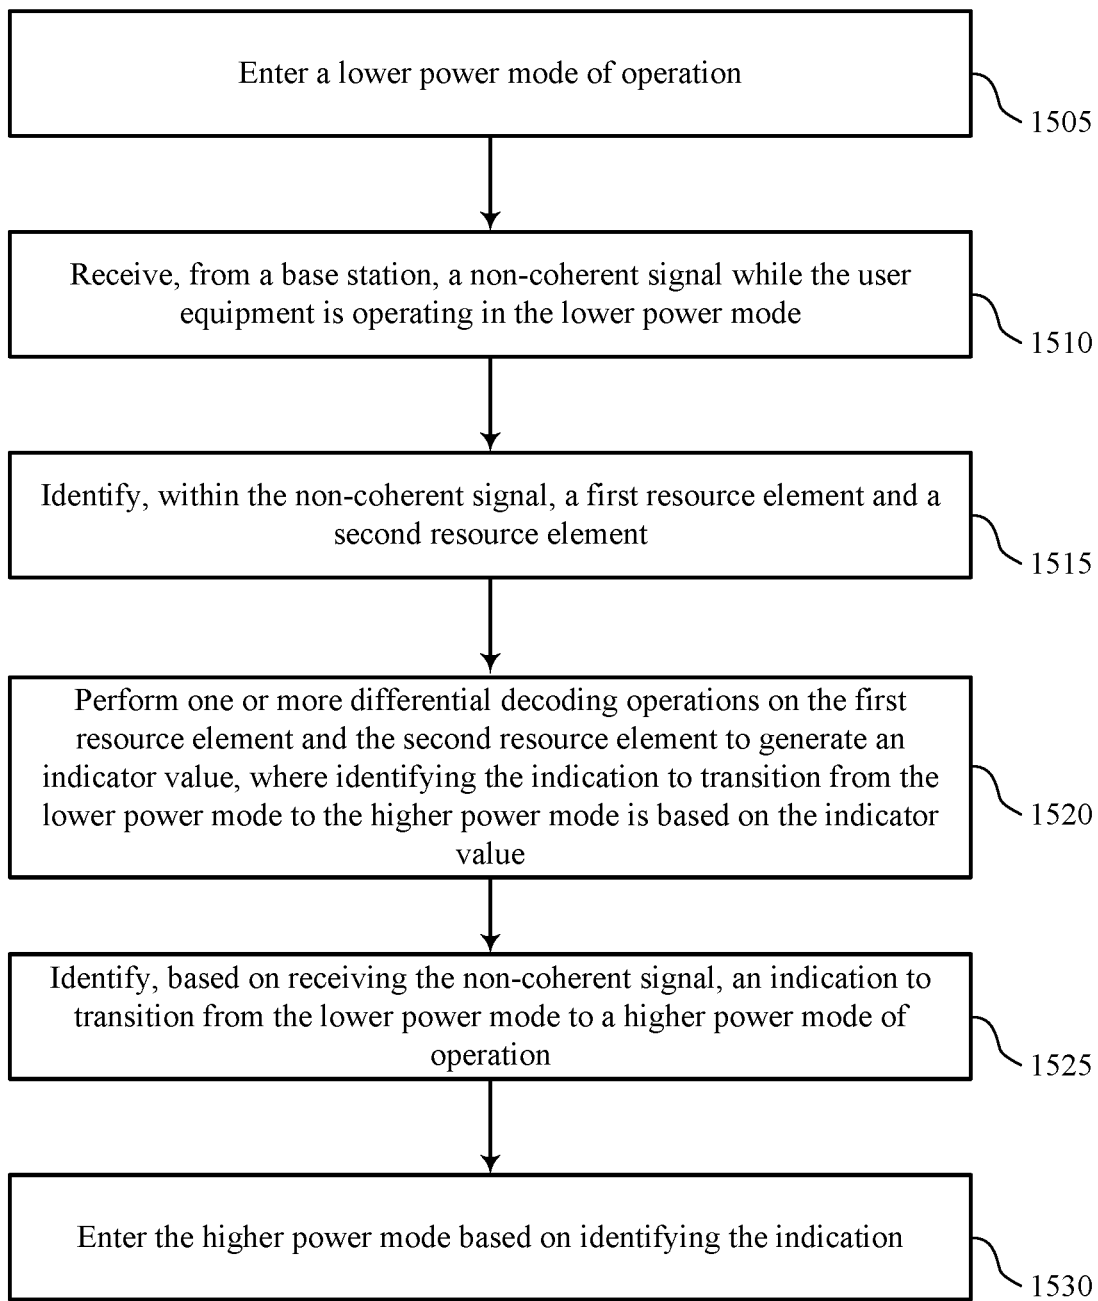 Enter a lower power mode of operation
1505
Receive, from a base station, a non-coherent signal while the user
equipment is operating in the lower power mode
1510
Identify, within the non-coherent signal, a first resource element and a
second resource element
1515
Perform one or more differential decoding operations on the first
resource element and the second resource element to generate an
indicator value, where identifying the indication to transition from the
lower power mode to the higher power mode is based on the indicator
value
1520
Identify, based on receiving the non-coherent signal, an indication to
transition from the lower power mode to a higher power mode of
operation
1525
Enter the higher power mode based on identifying the indication
1530